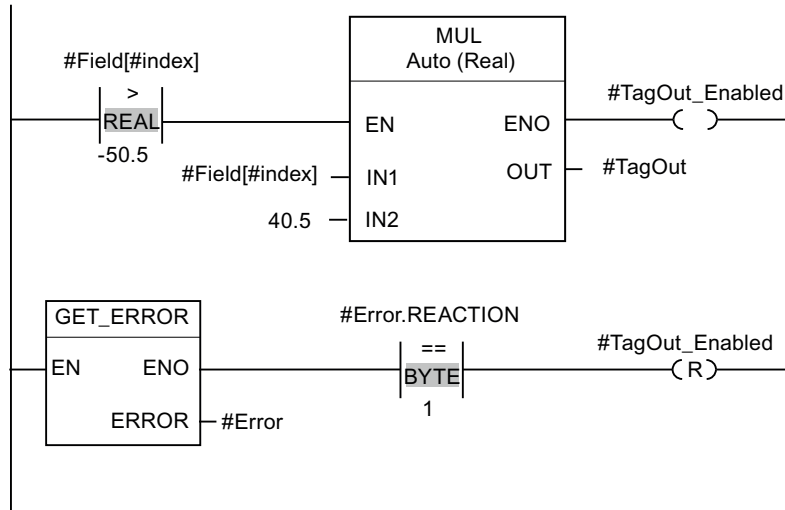 MUL
Auto (Real)
#Field[#index]
>
REAL
-50.5
EN
ENO
#TagOut_Enabled
( )
#Field[#index]
IN1
OUT
#TagOut
40.5
IN2
GET_ERROR
#Error.REACTION
#TagOut_Enabled
EN
ENO
==
BYTE
1
(R)
ERROR
#Error